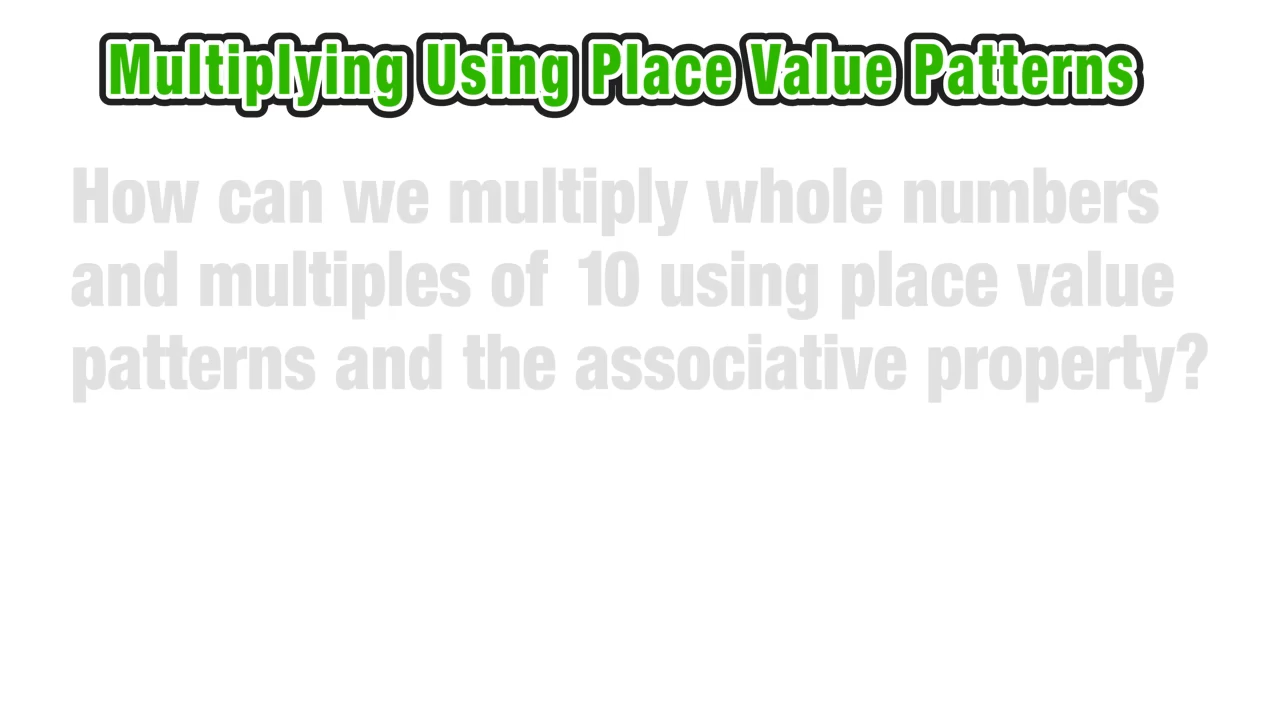 Multiplying Using Place Value Patterns
How can we multiply whole numbers
and multiples of 10 using place value
patterns and the associative property?